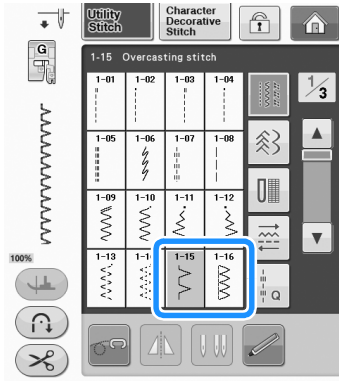 Utility
Stitch
Character
Decorative
Stitch
G
1-15 Overcasting stitch
1/3
1-01 1-02 1-03 1-04
1-05 1-06 1-07 1-08
1-09 1-10 1-11 1-12
1-13 1-1 1-15 1-16
100%
Q